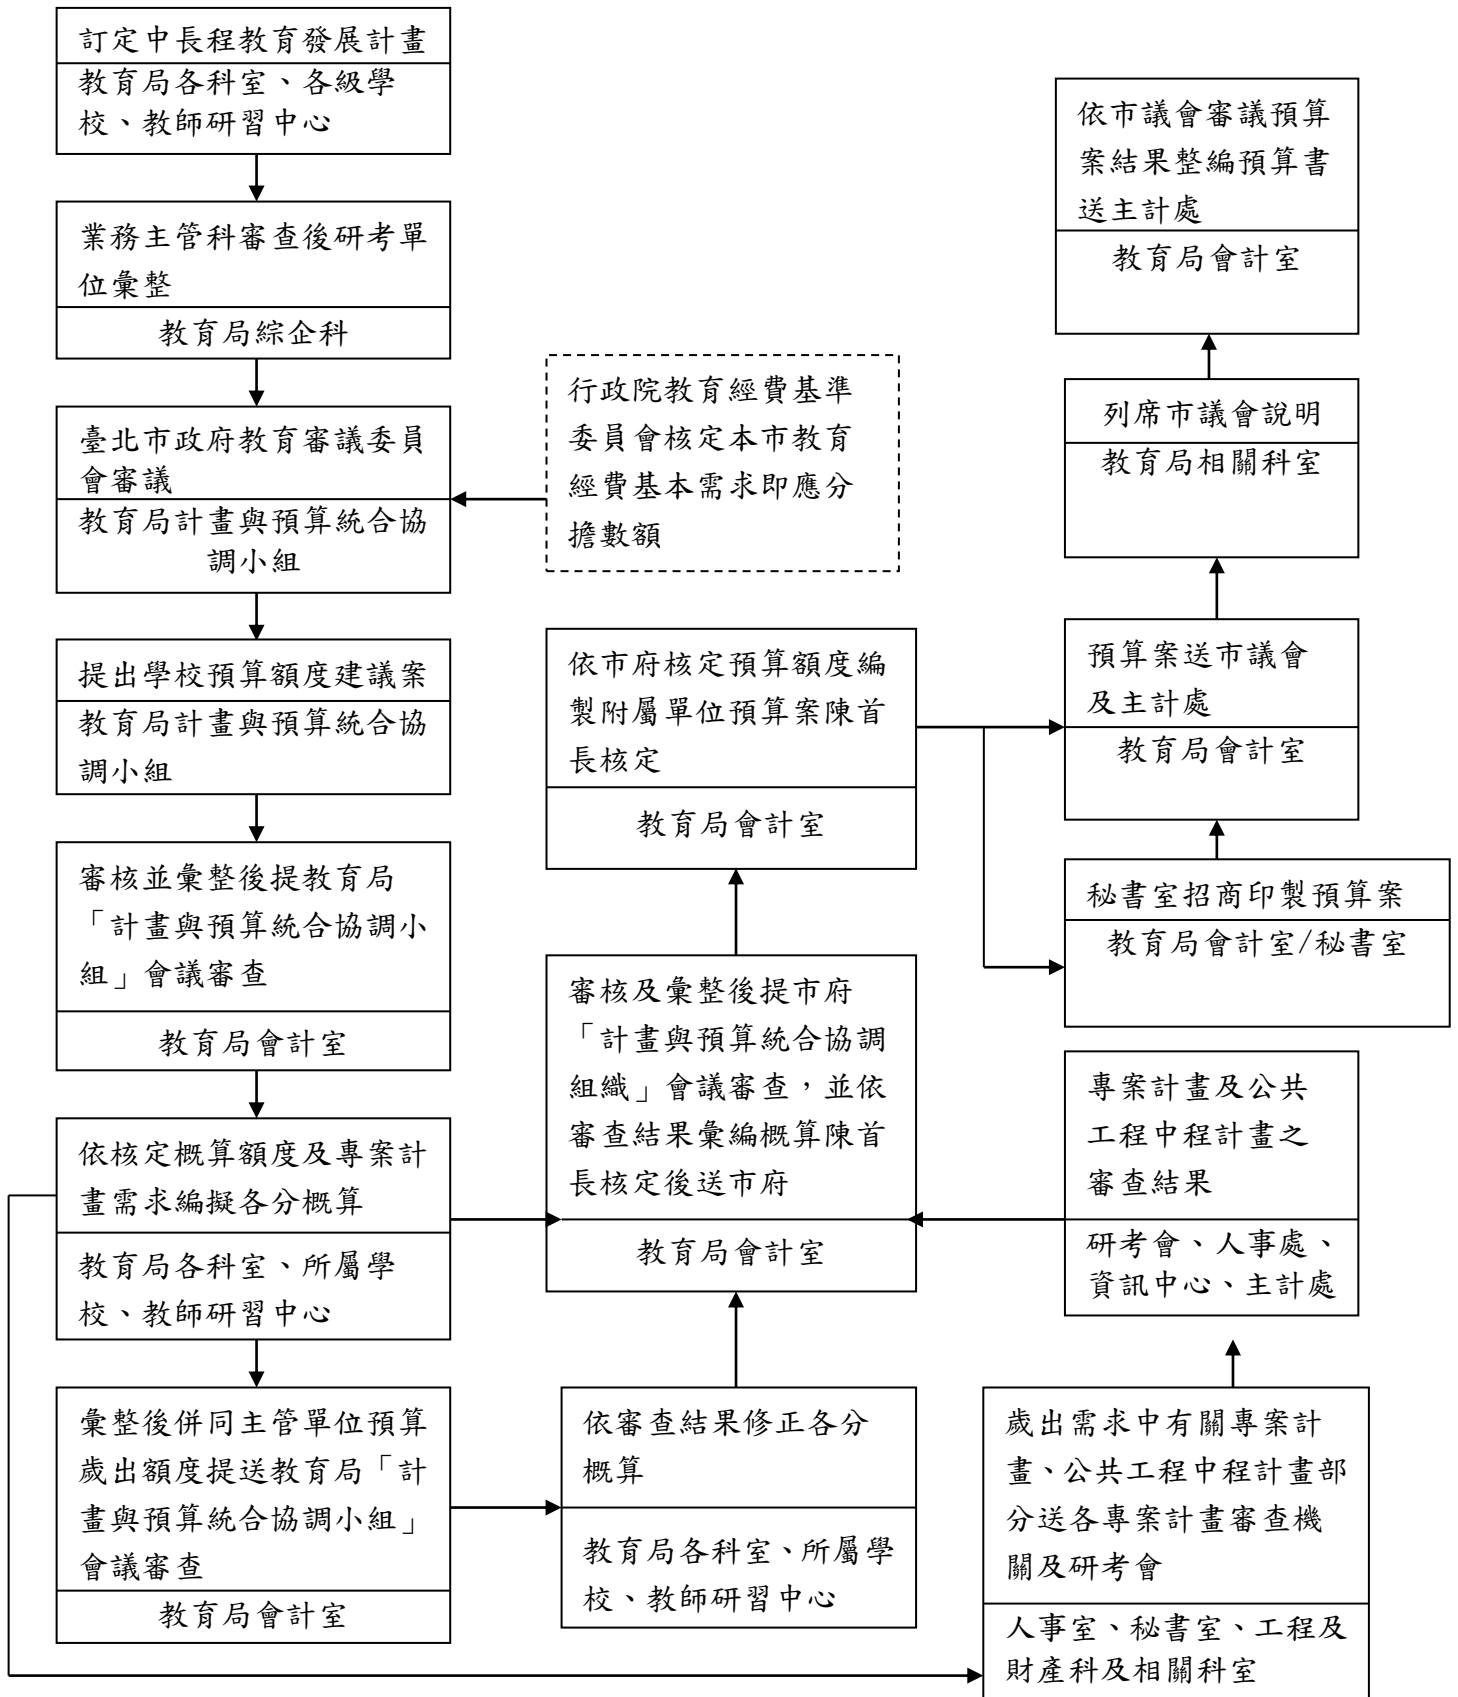 訂定中長程教育發展計畫
教育局各科室、各級學
校、教師研習中心
業務主管科審查後研考單
位彙整
教育局綜企科
臺北市政府教育審議委員
會審議
教育局計畫與預算統合協
調小組
提出學校預算額度建議案
教育局計畫與預算統合協
調小組
審核並彙整後提教育局
「計畫與預算統合協調小
組」會議審查
教育局會計室
依核定概算額度及專案計
畫需求編擬各分概算
教育局各科室、所屬學
校、教師研習中心
彙整後併同主管單位預算
歲出額度提送教育局「計
畫與預算統合協調小組」
會議審查
教育局會計室
行政院教育經費基準
委員會核定本市教育
經費基本需求即應分
擔數額
依市府核定預算額度編
製附屬單位預算案陳首
長核定
教育局會計室
審核及彙整後提市府
「計畫與預算統合協調
組織」會議審查，並依
審查結果彙編概算陳首
長核定後送市府
教育局會計室
依審查結果修正各分
概算
教育局各科室、所屬學
校、教師研習中心
依市議會審議預算
案結果整編預算書
送主計處
教育局會計室
列席市議會說明
教育局相關科室
預算案送市議會
及主計處
教育局會計室
秘書室招商印製預算案
教育局會計室/秘書室
專案計畫及公共
工程中程計畫之
審查結果
研考會、人事處、
資訊中心、主計處
歲出需求中有關專案計
畫、公共工程中程計畫部
分送各專案計畫審查機
關及研考會
人事室、秘書室、工程及
財產科及相關科室